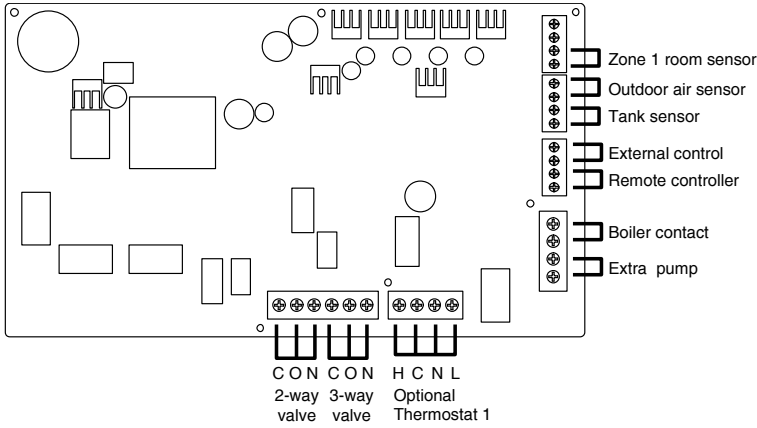 Zone 1 room sensor
Outdoor air sensor
Tank sensor
External control
Remote controller
Boiler contact
Extra pump
C O N C O N H C N L
2-way 3-way Optional
valve valve Thermostat 1